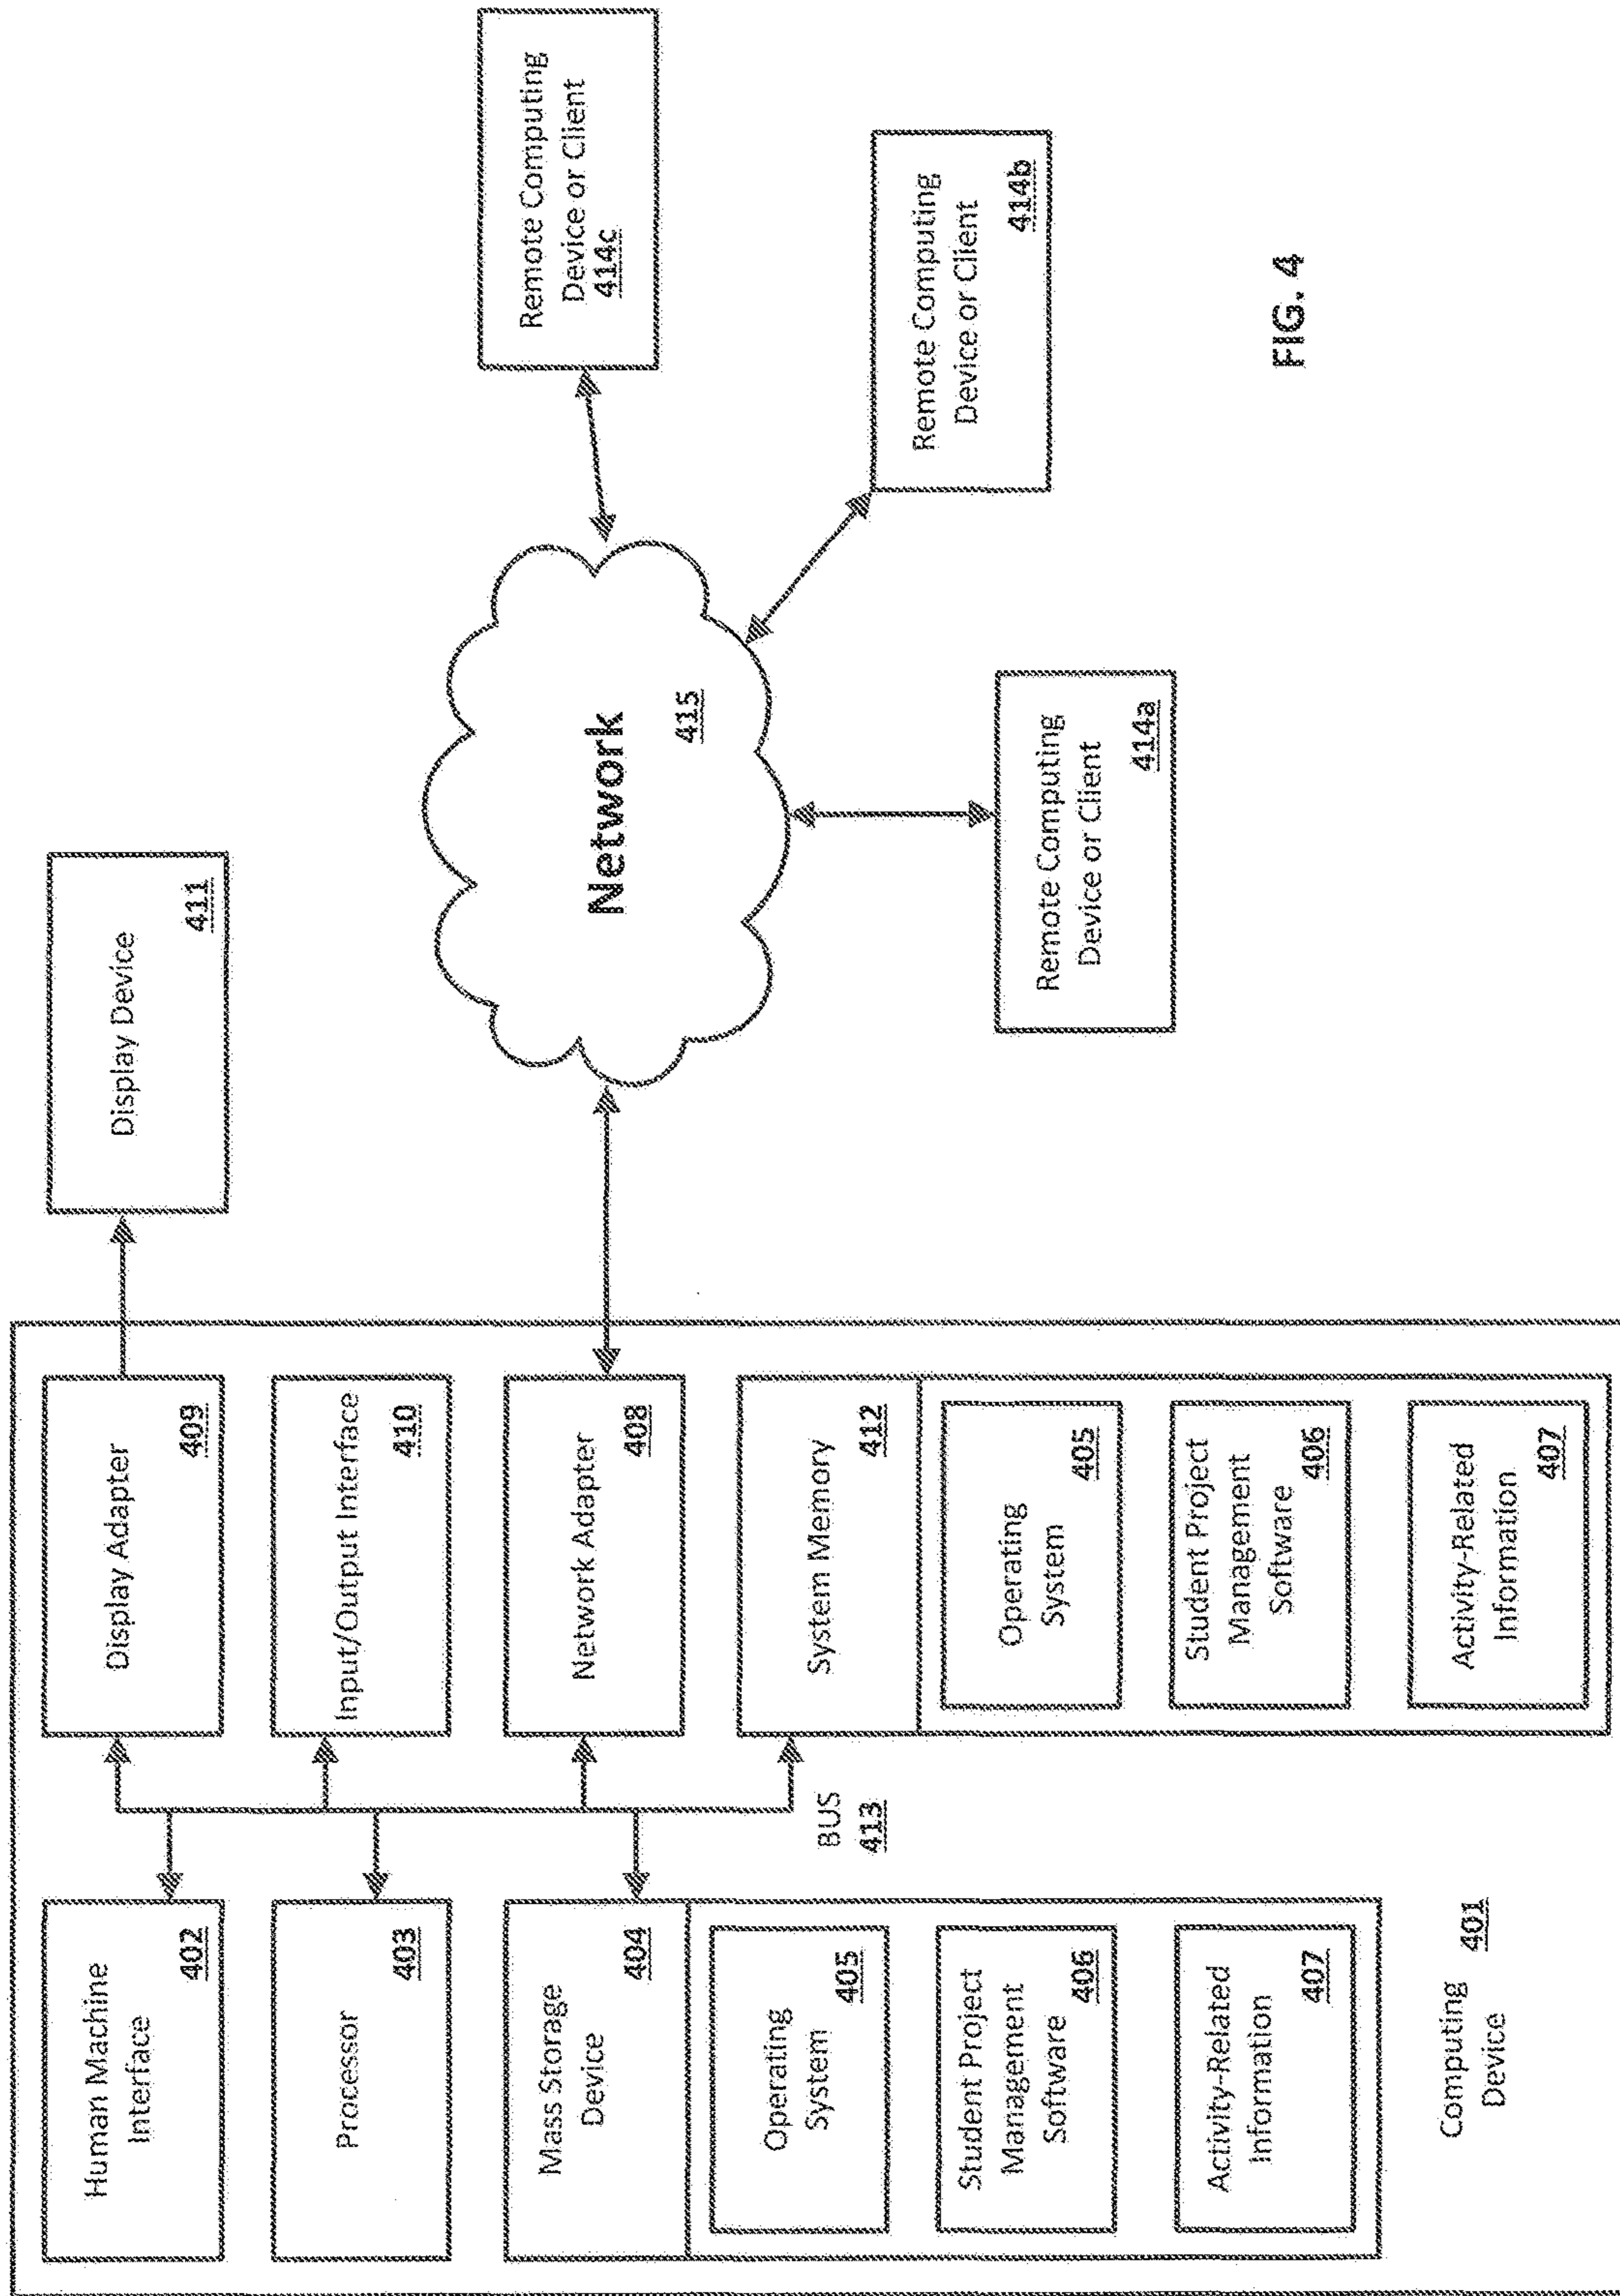 Human Machine
Interface
402
Processor
403
Mass Storage
Device
404
Operating
System
405
Student Project
Management
Software
406
Activity-Related
Information
407
Computing
Device
401
BUS
413
Display Adapter
409
Input/Output Interface
410
Network Adapter
408
System Memory
412
Operating
System
405
Student Project
Management
Software
406
Activity-Related
Information
407
Display Device
411
Network
415
Remote Computing
Device or Client
414a
Remote Computing
Device or Client
414b
Remote Computing
Device or Client
414c
FIG. 4